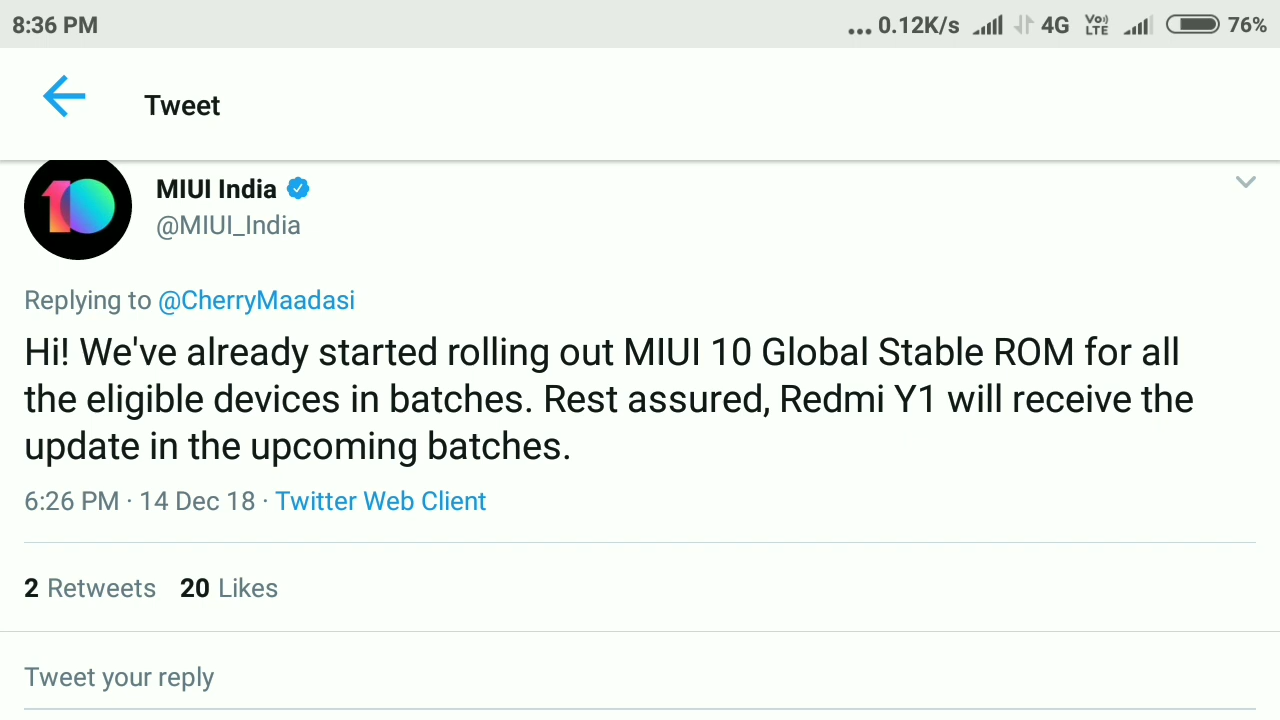 8:36 PM ... 0.12K/s 4G Vo)) LTE 76%
Tweet
10 MIUI India
@MIUI_India
Replying to @CherryMaadasi
Hi! We've already started rolling out MIUI 10 Global Stable ROM for all
the eligible devices in batches. Rest assured, Redmi Y1 will receive the
update in the upcoming batches.
6:26 PM · 14 Dec 18 · Twitter Web Client
2 Retweets 20 Likes
Tweet your reply